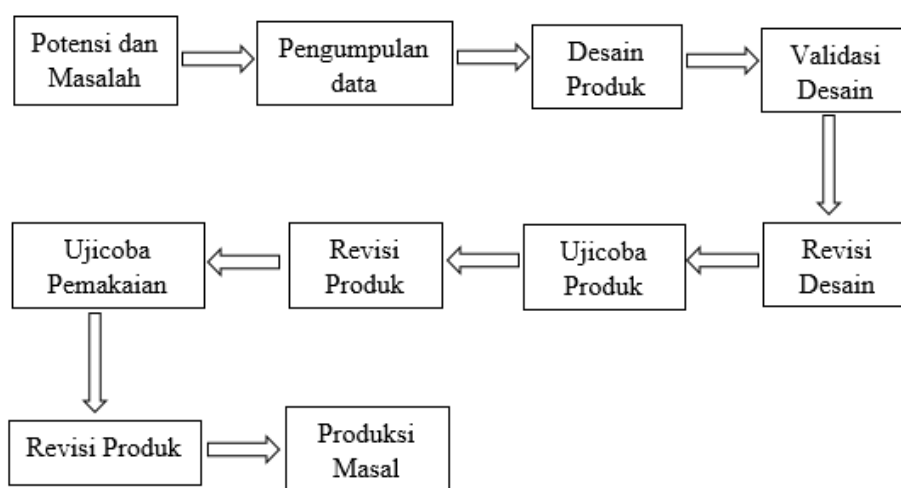 Potensi dan
Masalah
Pengumpulan
data
Desain
Produk
Validasi
Desain
Revisi
Desain
Ujicoba
Produk
Revisi
Produk
Ujicoba
Pemakaian
Revisi Produk
Produksi
Masal